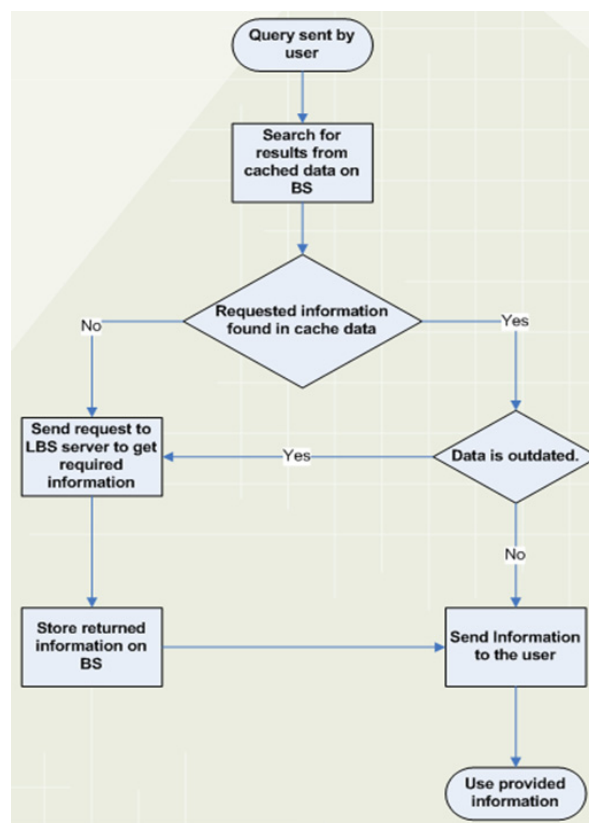 Query sent by
user
Search for
results from
cached data on
BS
Requested information
found in cache data
No
Yes
Send request to
LBS server to get
required
information
Yes
Data is outdated.
No
Store returned
information on
BS
Send Information
to the user
Use provided
information